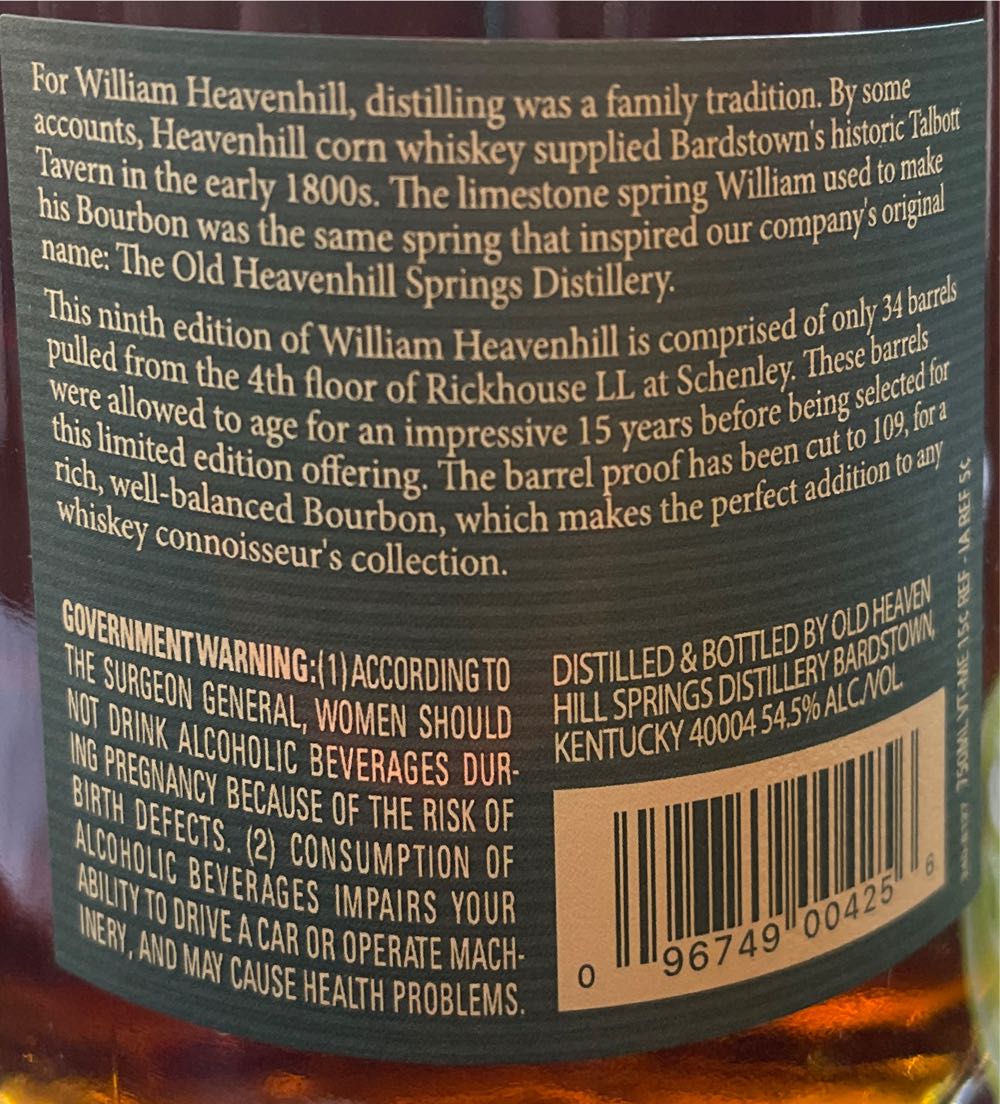 For William Heavenhill, distilling was a family tradition. By some
accounts, Heavenhill corn whiskey supplied Bardstown's historic Talbott
Tavern in the early 1800s. The limestone spring William used to make
his Bourbon was the same spring that inspired our company's original
name: The Old Heavenhill Springs Distillery.
This ninth edition of William Heavenhill is comprised of only 34 barrels
pulled from the 4th floor of Rickhouse LL at Schenley. These barrels
were allowed to age for an impressive 15 years before being selected for
this limited edition offering. The barrel proof has been cut to 109, for a
rich, well-balanced Bourbon, which makes the perfect addition to any
whiskey connoisseur's collection.
GOVERNMENT WARNING: (1) ACCORDING TO
THE SURGEON GENERAL, WOMEN SHOULD
NOT DRINK ALCOHOLIC BEVERAGES DUR-
ING PREGNANCY BECAUSE OF THE RISK OF
BIRTH DEFECTS. (2) CONSUMPTION OF
ALCOHOLIC BEVERAGES IMPAIRS YOUR
ABILITY TO DRIVE A CAR OR OPERATE MACH-
INERY, AND MAY CAUSE HEALTH PROBLEMS.
DISTILLED & BOTTLED BY OLD HEAVEN
HILL SPRINGS DISTILLERY BARDSTOWN,
KENTUCKY 40004 54.5% ALC./VOL.
0 96749 00425 6
750ML VT-ME 15¢ REF - IA REF 5¢